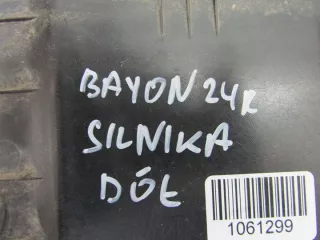 BAYON 24R
SILNIKA
DÓŁ
1061299